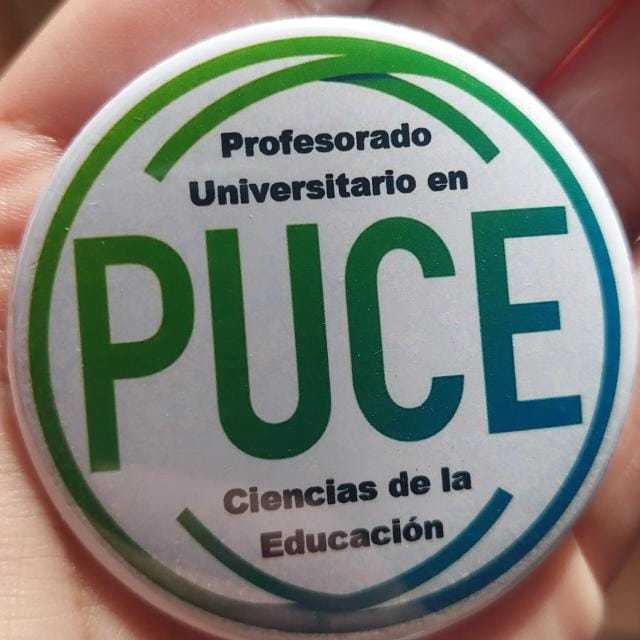 Profesorado
Universitario en
PUCE
Ciencias de la
Educación